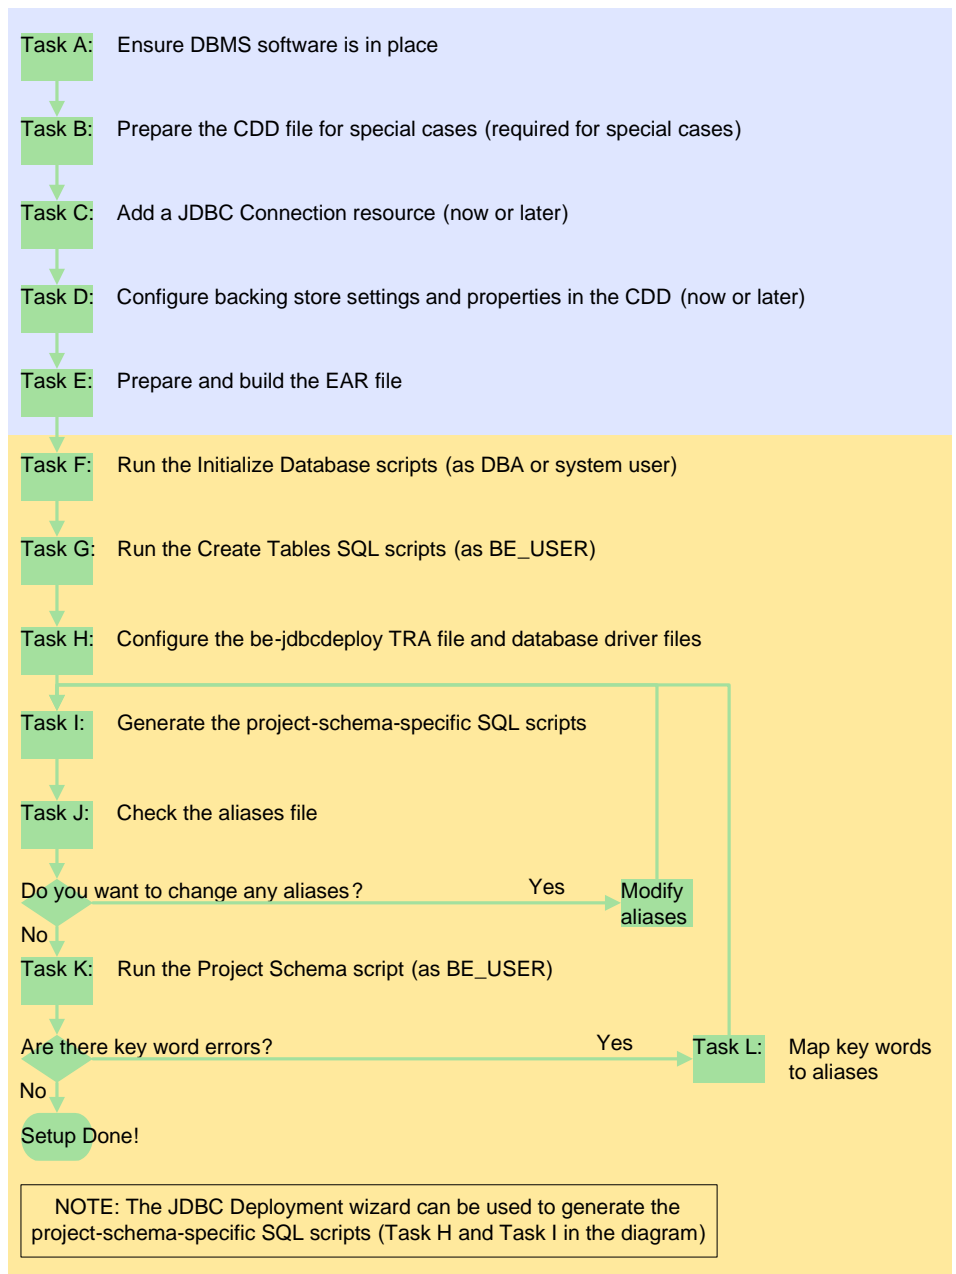 Task A: Ensure DBMS software is in place
Task B: Prepare the CDD file for special cases (required for special cases)
Task C: Add a JDBC Connection resource (now or later)
Task D: Configure backing store settings and properties in the CDD (now or later)
Task E: Prepare and build the EAR file
Task F: Run the Initialize Database scripts (as DBA or system user)
Task G: Run the Create Tables SQL scripts (as BE_USER)
Task H: Configure the be-jdbcdeploy TRA file and database driver files
Task I: Generate the project-schema-specific SQL scripts
Task J: Check the aliases file
Do you want to change any aliases?
Yes
Modify
aliases
No
Task K: Run the Project Schema script (as BE_USER)
Are there key word errors?
Yes
Task L: Map key words
to aliases
No
Setup Done!
NOTE: The JDBC Deployment wizard can be used to generate the
project-schema-specific SQL scripts (Task H and Task I in the diagram)